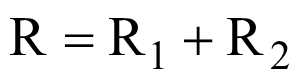 R = R₁ + R₂